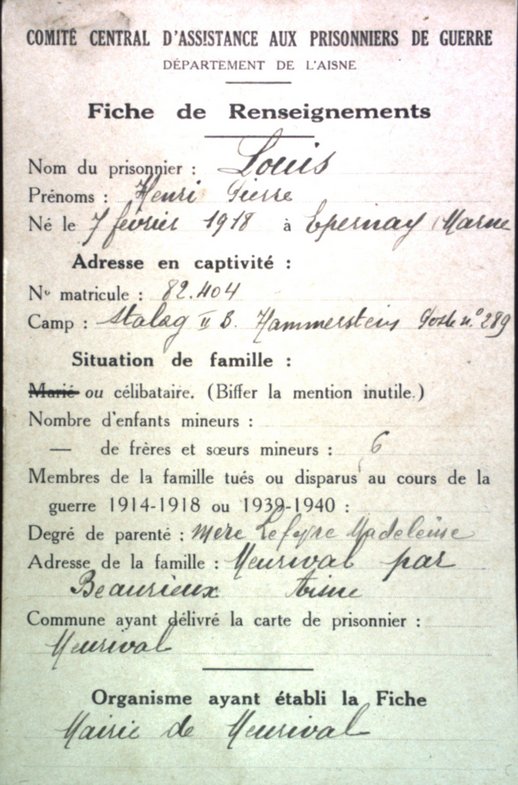 COMITÉ CENTRAL D'ASSISTANCE AUX PRISONNIERS DE GUERRE
DÉPARTEMENT DE L'AISNE
Fiche de Renseignements
Nom du prisonnier : Louis
Prénoms : Henri Pierre
Né le 7 février 1918 à Epernay (Marne
Adresse en captivité :
No matricule : 82.404
Camp : Stalag II B. Hammerstein Poste n° 289
Situation de famille :
Marié ou célibataire. (Biffer la mention inutile.)
Nombre d'enfants mineurs :
— de frères et sœurs mineurs : 6
Membres de la famille tués ou disparus au cours de la
guerre 1914-1918 ou 1939-1940 :
Degré de parenté : mère Lefèvre Madeleine
Adresse de la famille : Meurival par
Beaurieux Aisne
Commune ayant délivré la carte de prisonnier :
Meurival
Organisme ayant établi la Fiche
Mairie de Meurival